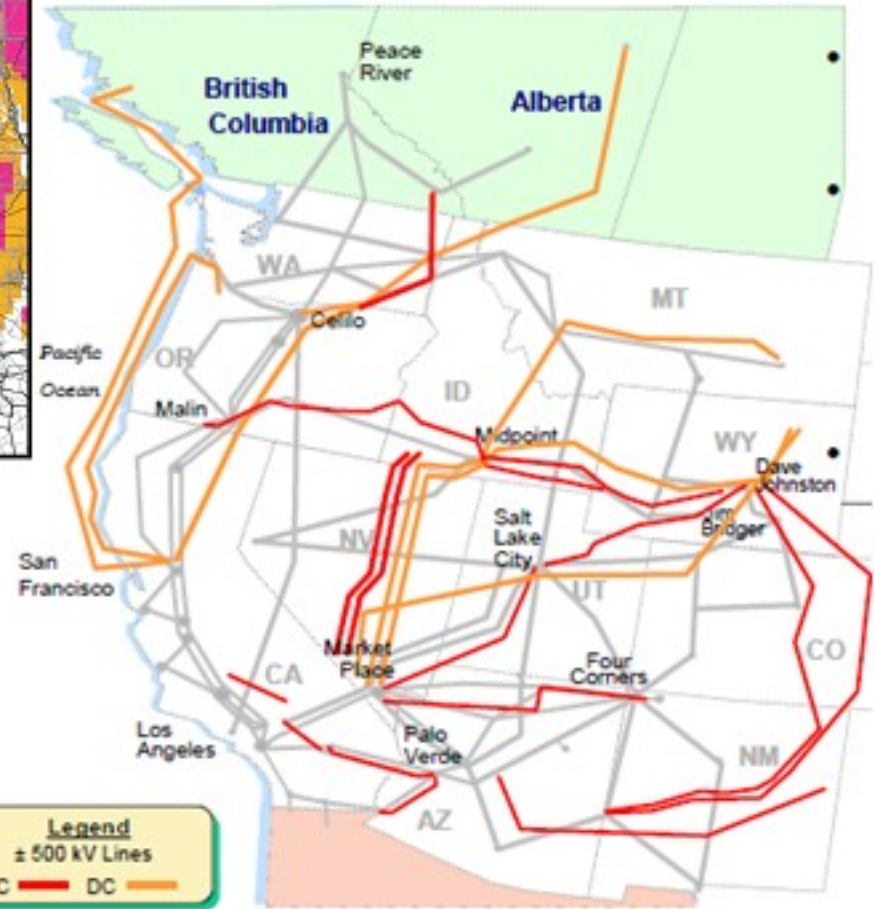 Peace
River
British
Columbia
Alberta
WA
MT
Celilo
Pacific
Ocean
OR
ID
Malin
Midpoint
WY
Dave
Johnston
Jim
Bridger
Salt
Lake
City
NV
San
Francisco
UT
Market
Place
CA
Four
Corners
CO
Los
Angeles
Palo
Verde
NM
AZ
Legend
± 500 kV Lines
C
DC